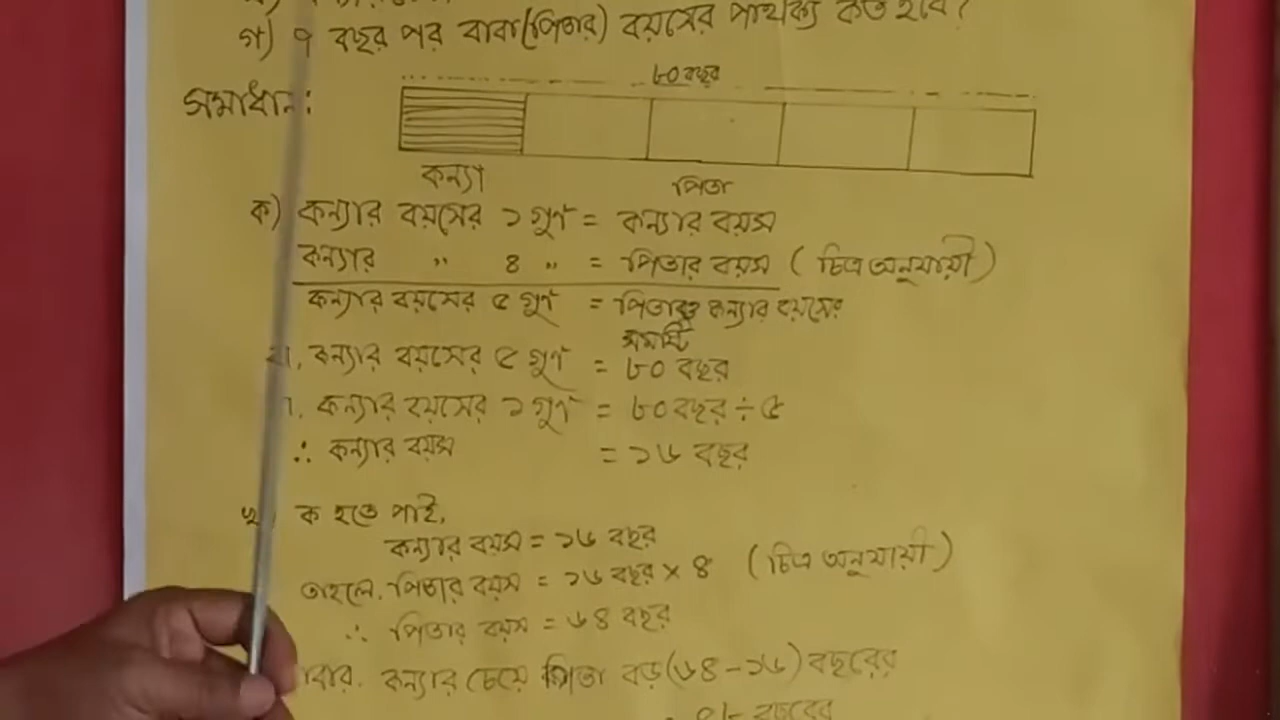 গ) ৭ বছর পর বাবা(পিতার) বয়সের পার্থক্য কত হবে?
৮০ বছর
সমাধান:
কন্যা
পিতা
ক) কন্যার বয়সের ১ গুণ = কন্যার বয়স
কন্যার " ৪ " = পিতার বয়স (চিত্র অনুযায়ী)
কন্যার বয়সের ৫ গুণ = পিতার ও কন্যার বয়সের সমষ্টি
বা, কন্যার বয়সের ৫ গুণ = ৮০ বছর
কন্যার বয়সের ১ গুণ = ৮০ বছর ÷ ৫
∴ কন্যার বয়স = ১৬ বছর
খ) ক হতে পাই,
কন্যার বয়স = ১৬ বছর
তাহলে, পিতার বয়স = ১৬ বছর × ৪ (চিত্র অনুযায়ী)
∴ পিতার বয়স = ৬৪ বছর
কন্যার চেয়ে পিতা বড় (৬৪ – ১৬) বছরের